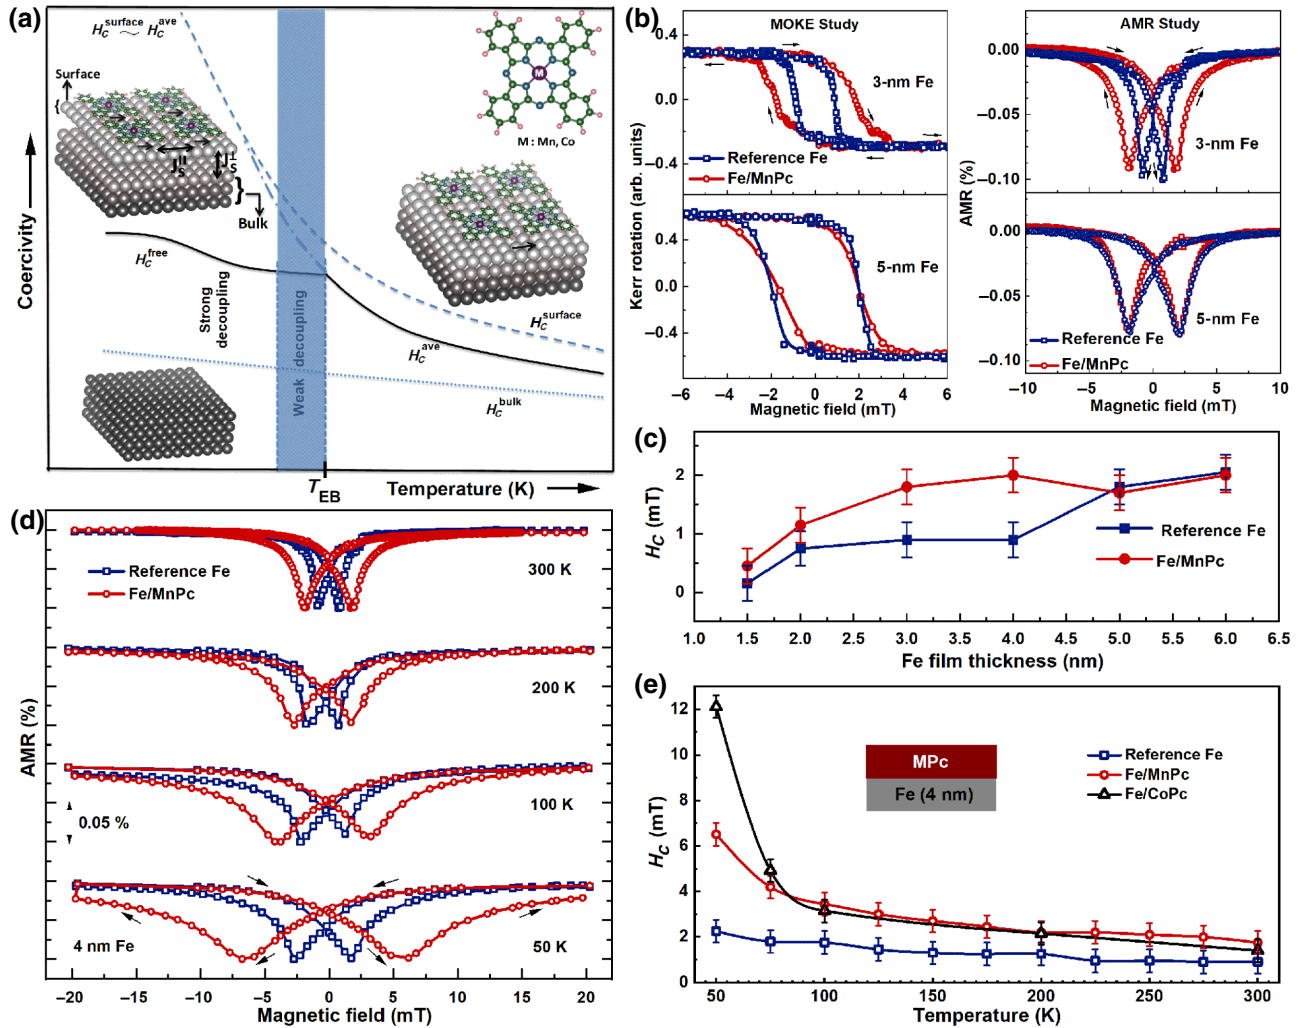 (a)
H_C^surface ~ H_C^ave
Surface
M
M : Mn, Co
J_S^||
J_S^⊥
Bulk
H_C^free
Strong decoupling
Weak decoupling
H_C^surface
H_C^ave
H_C^bulk
Coercivity
T_EB
Temperature (K)
(b)
MOKE Study
0.4
0.0
−0.4
3-nm Fe
Reference Fe
Fe/MnPc
0.4
0.0
−0.4
5-nm Fe
Kerr rotation (arb. units)
−6 −4 −2 0 2 4 6
Magnetic field (mT)
AMR Study
0.00
−0.05
−0.10
3-nm Fe
0.00
−0.05
−0.10
5-nm Fe
Reference Fe
Fe/MnPc
AMR (%)
−10 −5 0 5 10
Magnetic field (mT)
(c)
2
1
0
H_C (mT)
Reference Fe
Fe/MnPc
1.0 1.5 2.0 2.5 3.0 3.5 4.0 4.5 5.0 5.5 6.0 6.5
Fe film thickness (nm)
(d)
Reference Fe
Fe/MnPc
300 K
200 K
100 K
0.05 %
4 nm Fe
50 K
AMR (%)
−20 −15 −10 −5 0 5 10 15 20
Magnetic field (mT)
(e)
12
10
8
6
4
2
0
H_C (mT)
MPc
Fe (4 nm)
Reference Fe
Fe/MnPc
Fe/CoPc
50 100 150 200 250 300
Temperature (K)